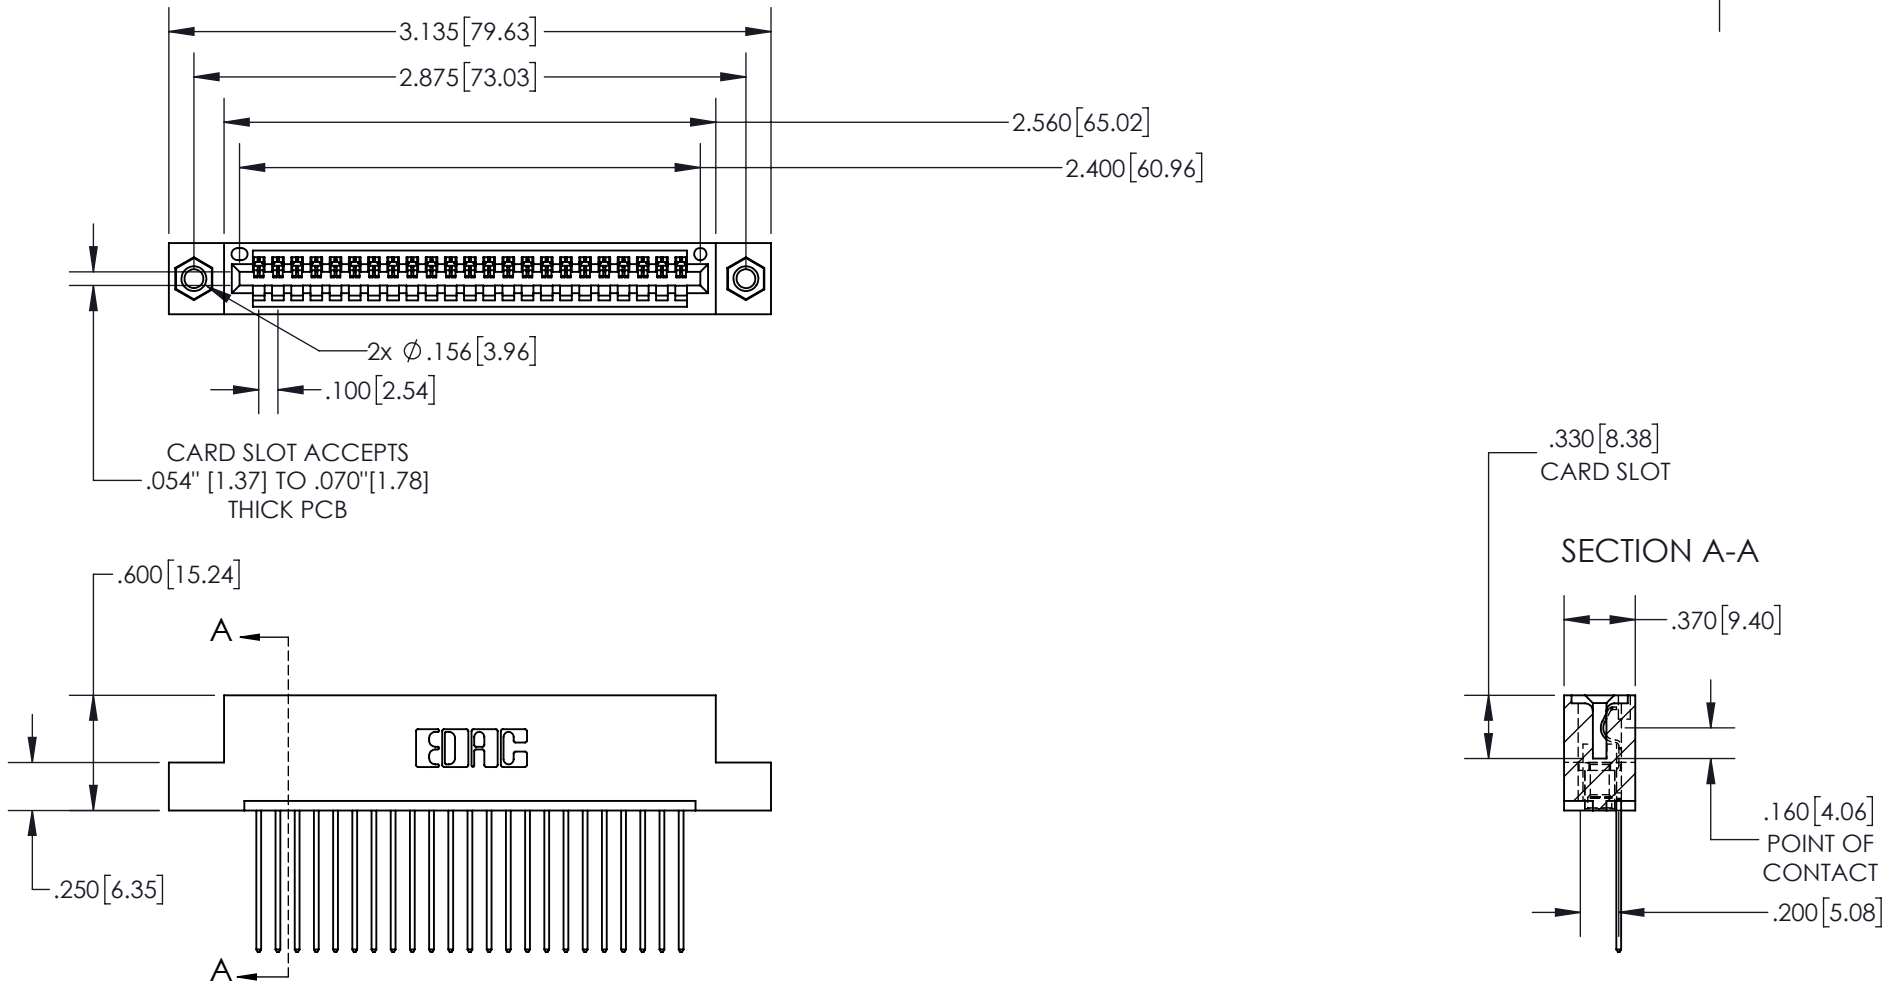 3.135[79.63]
2.875[73.03]
2.560[65.02]
2.400[60.96]
2x Ø.156[3.96]
.100[2.54]
CARD SLOT ACCEPTS
.054" [1.37] TO .070"[1.78]
THICK PCB
.330[8.38]
CARD SLOT
SECTION A-A
.600[15.24]
A
.370[9.40]
EDAC
.160[4.06]
POINT OF
CONTACT
.250[6.35]
.200[5.08]
A